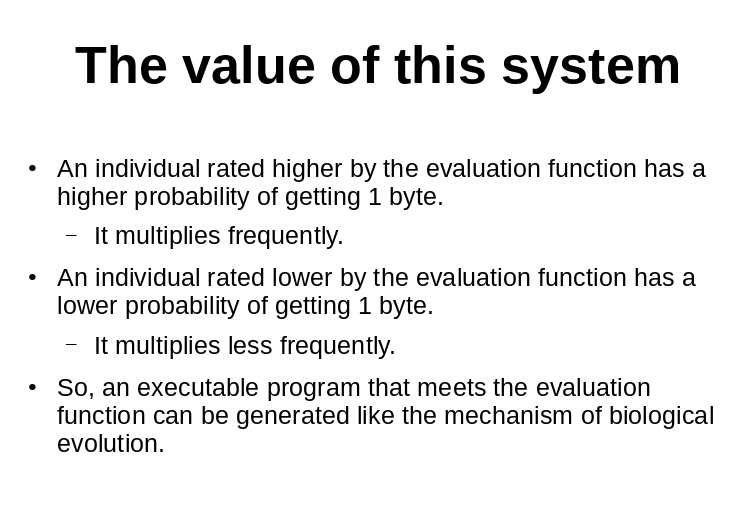 The value of this system
• An individual rated higher by the evaluation function has a
higher probability of getting 1 byte.
– It multiplies frequently.
• An individual rated lower by the evaluation function has a
lower probability of getting 1 byte.
– It multiplies less frequently.
• So, an executable program that meets the evaluation
function can be generated like the mechanism of biological
evolution.